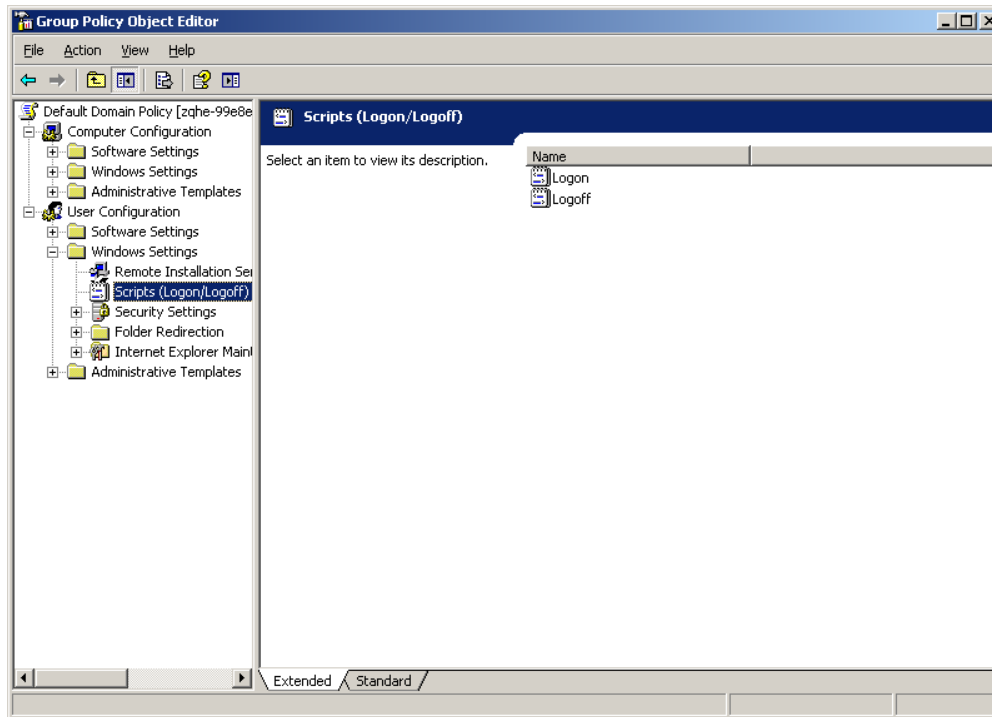 Group Policy Object Editor
File Action View Help
Default Domain Policy [zqhe-99e8e
Computer Configuration
Software Settings
Windows Settings
Administrative Templates
User Configuration
Software Settings
Windows Settings
Remote Installation Ser
Scripts (Logon/Logoff)
Security Settings
Folder Redirection
Internet Explorer Maint
Administrative Templates
Scripts (Logon/Logoff)
Select an item to view its description.
Name
Logon
Logoff
Extended Standard